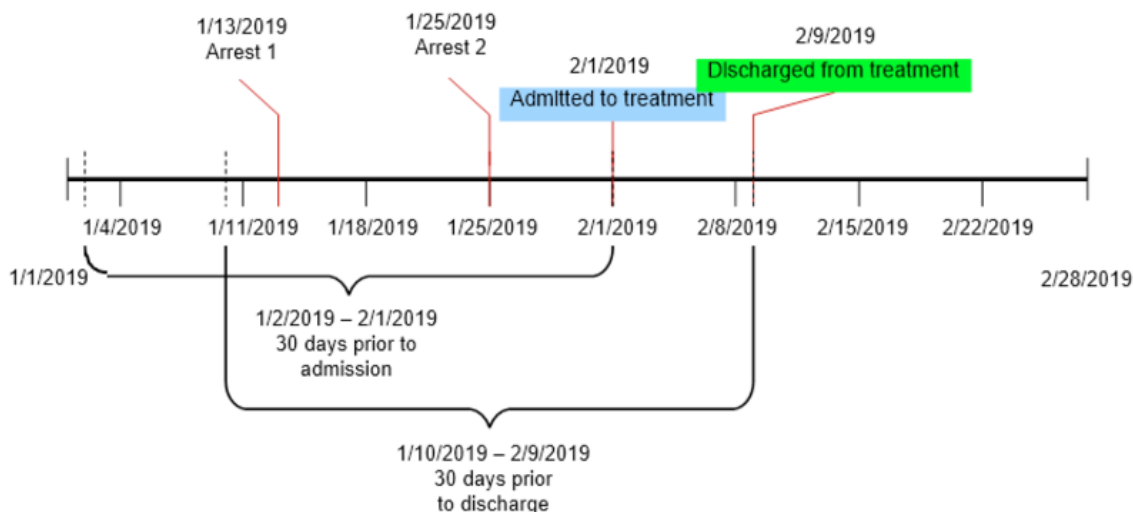 1/13/2019
Arrest 1
1/25/2019
Arrest 2
2/1/2019
Admitted to treatment
2/9/2019
Discharged from treatment
1/4/2019
1/11/2019
1/18/2019
1/25/2019
2/1/2019
2/8/2019
2/15/2019
2/22/2019
1/1/2019
2/28/2019
1/2/2019 – 2/1/2019
30 days prior to
admission
1/10/2019 – 2/9/2019
30 days prior
to discharge